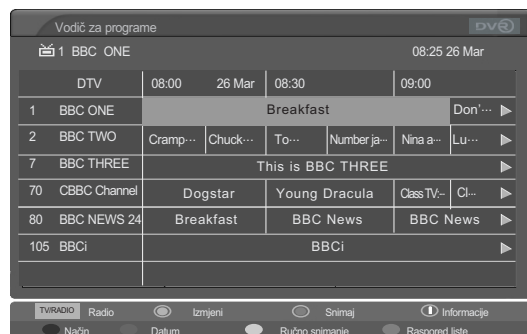 Vodič za programe DVR
1 BBC ONE 08:25 26 Mar
DTV 08:00 26 Mar 08:30 09:00
1 BBC ONE Breakfast Don'...
2 BBC TWO Cramp... Chuck... To... Number ja... Nina a... Lu...
7 BBC THREE This is BBC THREE
70 CBBC Channel Dogstar Young Dracula Class TV:... Cl...
80 BBC NEWS 24 Breakfast BBC News BBC News
105 BBCi BBCi
TV/RADIO Radio Izmjeni Snimaj Informacije
Način Datum Ručno snimanje Raspored liste